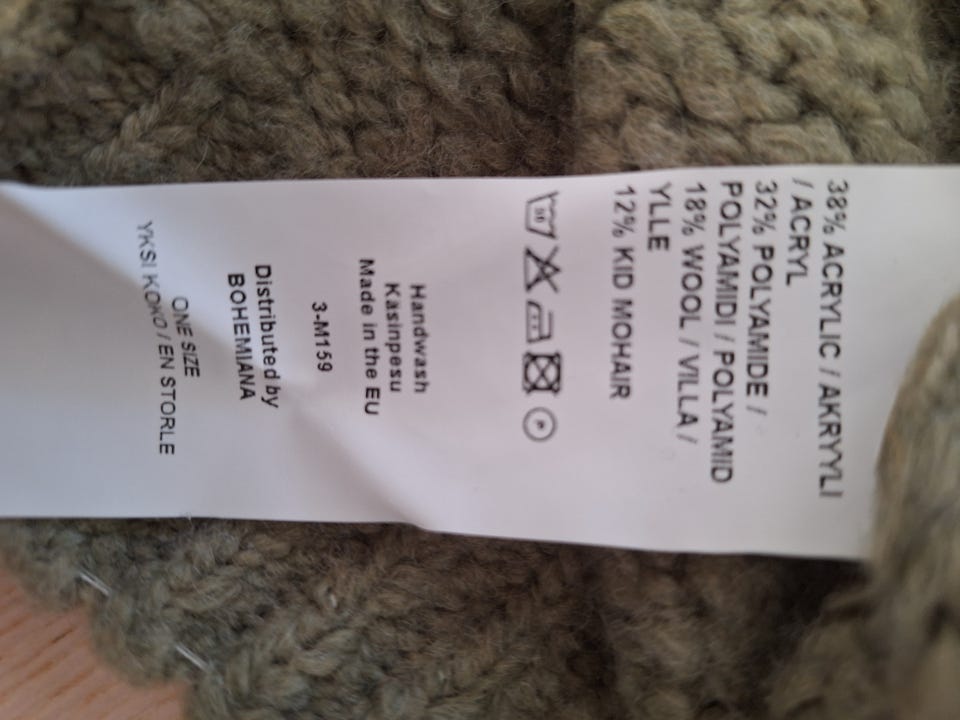 38% ACRYLIC / AKRYYLI
/ ACRYL
32% POLYAMIDE /
POLYAMIDI / POLYAMID
18% WOOL / VILLA /
YLLE
12% KID MOHAIR
30
P
Handwash
Käsinpesu
Made in the EU
3-M159
Distributed by
BOHEMIANA
ONE SIZE
YKSI KOKO / EN STORLE